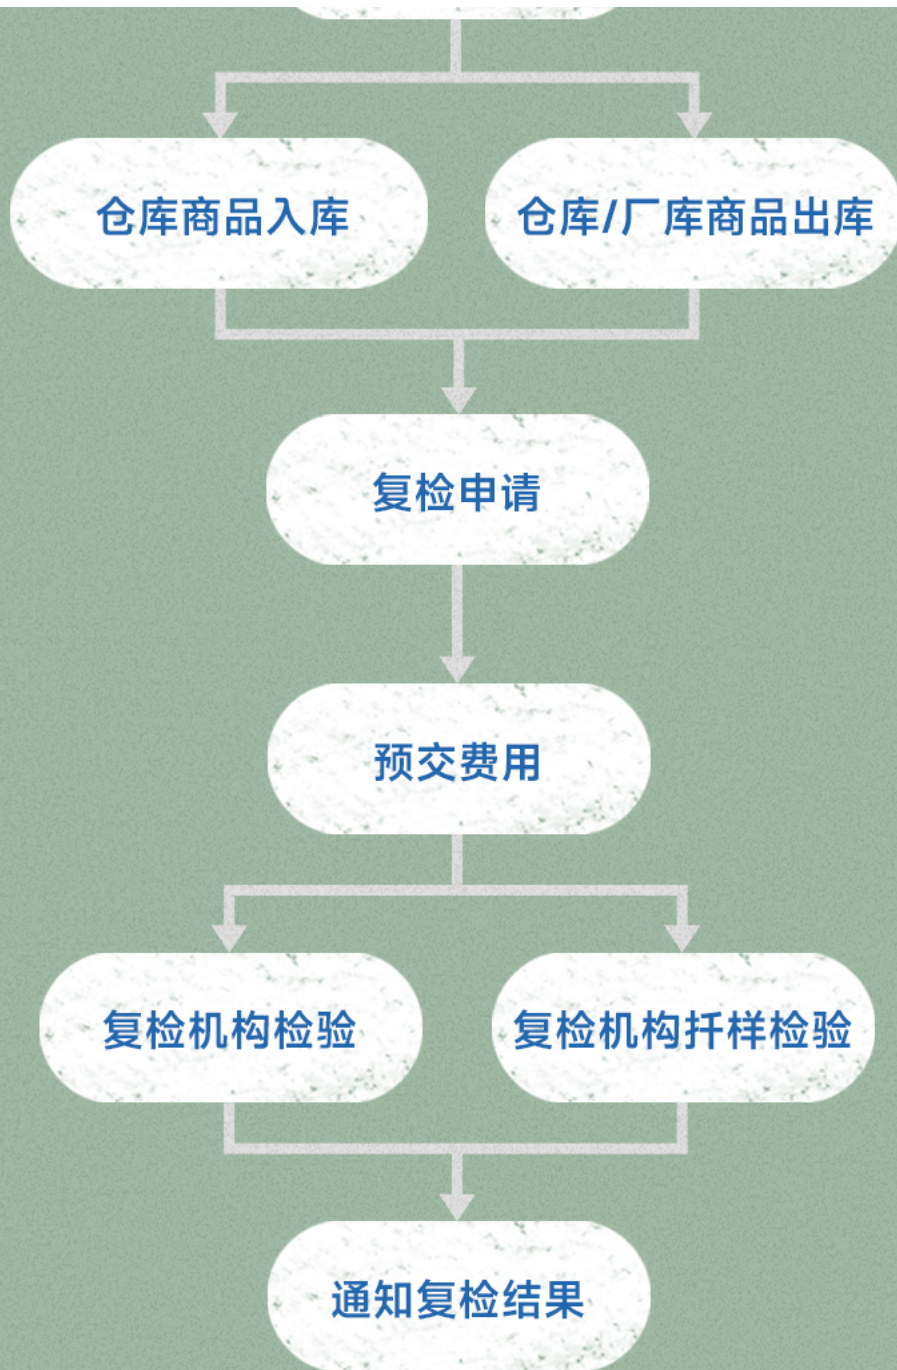 仓库商品入库
仓库/厂库商品出库
复检申请
预交费用
复检机构检验
复检机构扦样检验
通知复检结果